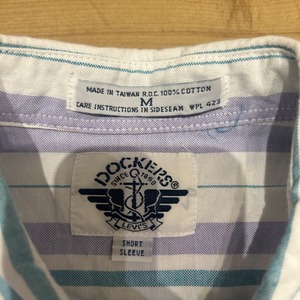 MADE IN TAIWAN R.O.C. 100% COTTON
M
CARE INSTRUCTIONS IN SIDESEAM WPL 423
DOCKERS®
SINCE 1850
LEVI'S
SHORT
SLEEVE